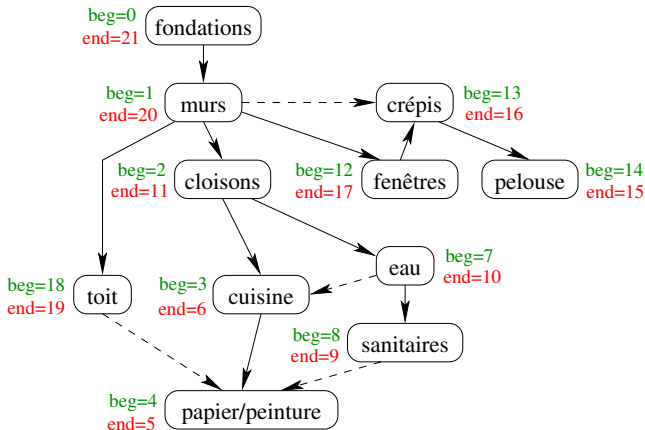 beg=0
end=21
fondations
beg=1
end=20
murs
crépis
beg=13
end=16
beg=2
end=11
cloisons
beg=12
end=17
fenêtres
pelouse
beg=14
end=15
beg=18
end=19
toit
beg=3
end=6
cuisine
eau
beg=7
end=10
beg=8
end=9
sanitaires
beg=4
end=5
papier/peinture